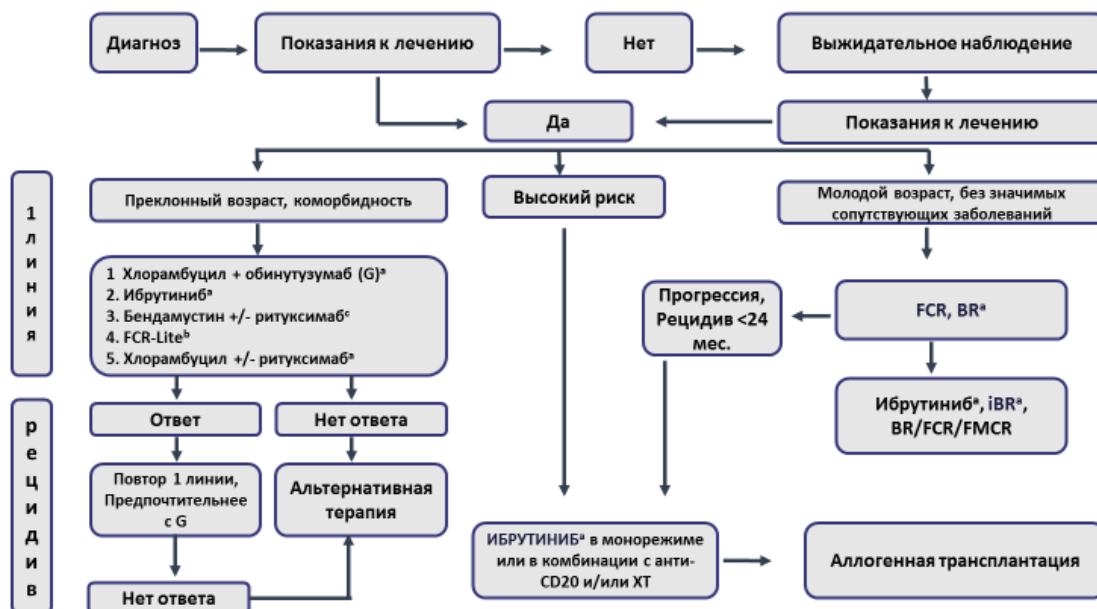 Диагноз
Показания к лечению
Нет
Выжидательное наблюдение
Да
Показания к лечению
1 линия
Преклонный возраст, коморбидность
Высокий риск
Молодой возраст, без значимых
сопутствующих заболеваний
1 Хлорамбуцил + обинутузумаб (G)ᵃ
2. Ибрутинибᵃ
3. Бендамустин +/- ритуксимабᶜ
4. FCR-Liteᵇ
5. Хлорамбуцил +/- ритуксимабᵃ
Прогрессия,
Рецидив <24
мес.
FCR, BRᵃ
Ибрутинибᵃ, iBRᵃ,
BR/FCR/FMCR
рецидив
Ответ
Нет ответа
Повтор 1 линии,
Предпочтительнее
с G
Альтернативная
терапия
Нет ответа
ИБРУТИНИБᵃ в монорежиме
или в комбинации с анти-
CD20 и/или ХТ
Аллогенная трансплантация